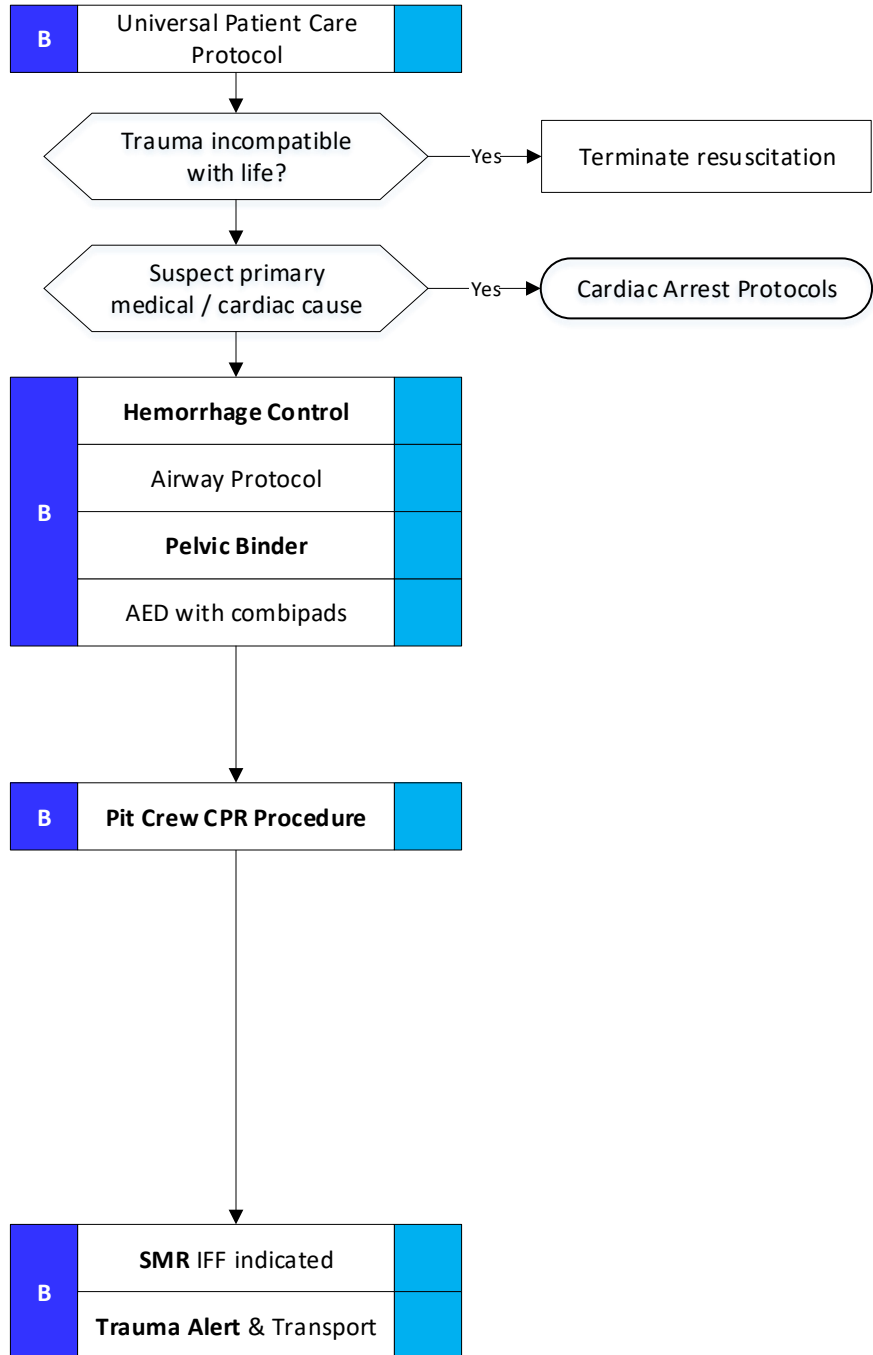 B
Universal Patient Care
Protocol
Trauma incompatible
with life?
Yes
Terminate resuscitation
Suspect primary
medical / cardiac cause
Yes
Cardiac Arrest Protocols
B
Hemorrhage Control
Airway Protocol
Pelvic Binder
AED with combipads
B
Pit Crew CPR Procedure
B
SMR IFF indicated
Trauma Alert & Transport